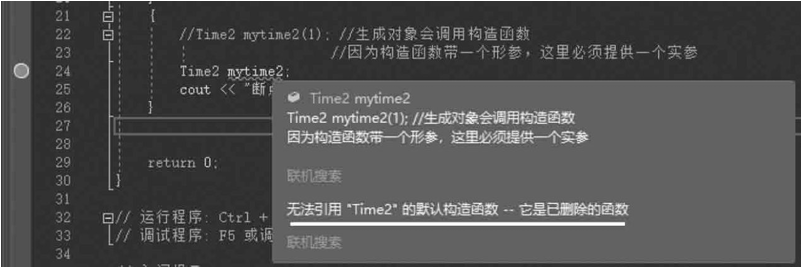 21 {
22 //Time2 mytime2(1); //生成对象会调用构造函数
23 //因为构造函数带一个形参，这里必须提供一个实参
24 Time2 mytime2;
25 cout << "断点
26 }
27
28
29 return 0;
30 }
31
32 // 运行程序: Ctrl +
33 // 调试程序: F5 或调
34
Time2 mytime2
Time2 mytime2(1); //生成对象会调用构造函数
因为构造函数带一个形参，这里必须提供一个实参
联机搜索
无法引用 "Time2" 的默认构造函数 -- 它是已删除的函数
联机搜索